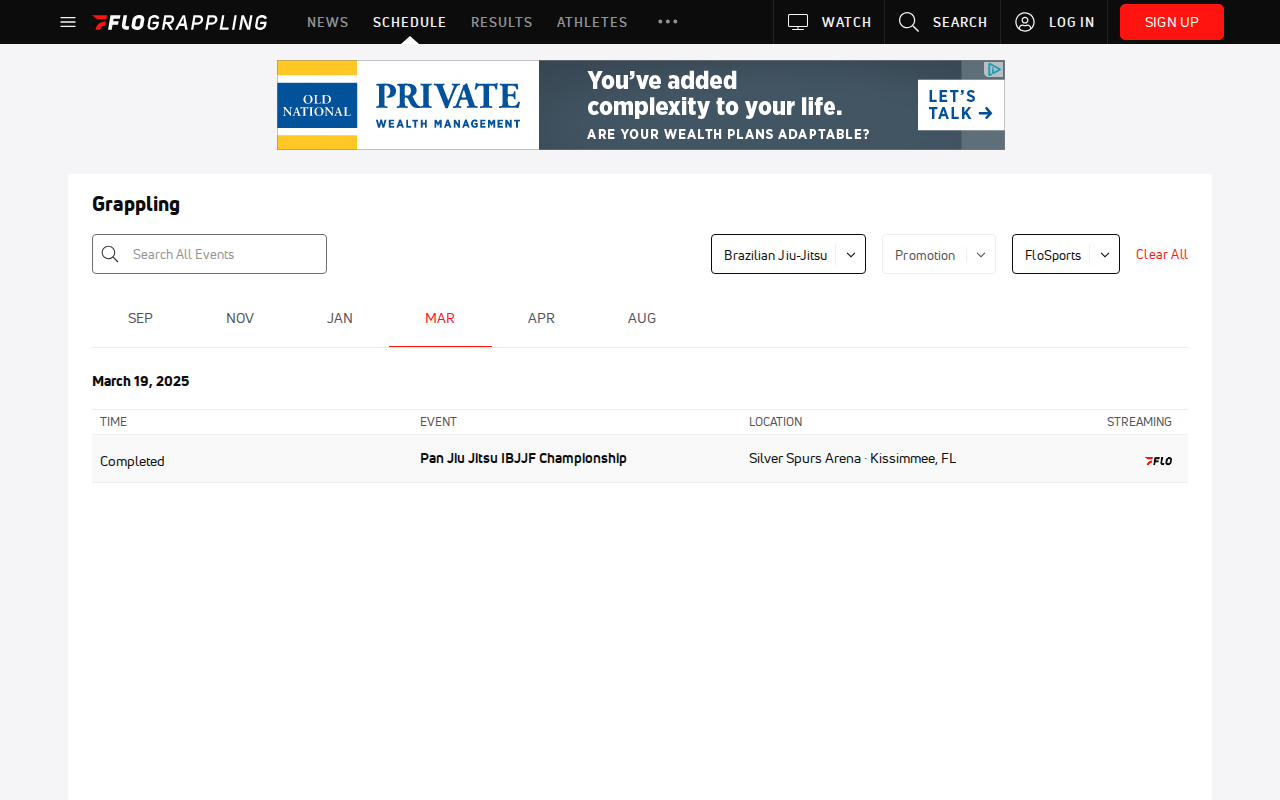 FLOGRAPPLING NEWS SCHEDULE RESULTS ATHLETES WATCH SEARCH LOG IN SIGN UP
OLD
NATIONAL
PRIVATE
WEALTH MANAGEMENT
You've added
complexity to your life.
ARE YOUR WEALTH PLANS ADAPTABLE?
LET'S
TALK
Grappling
Search All Events Brazilian Jiu-Jitsu Promotion FloSports Clear All
SEP NOV JAN MAR APR AUG
March 19, 2025
TIME EVENT LOCATION STREAMING
Completed Pan Jiu Jitsu IBJJF Championship Silver Spurs Arena · Kissimmee, FL FLO